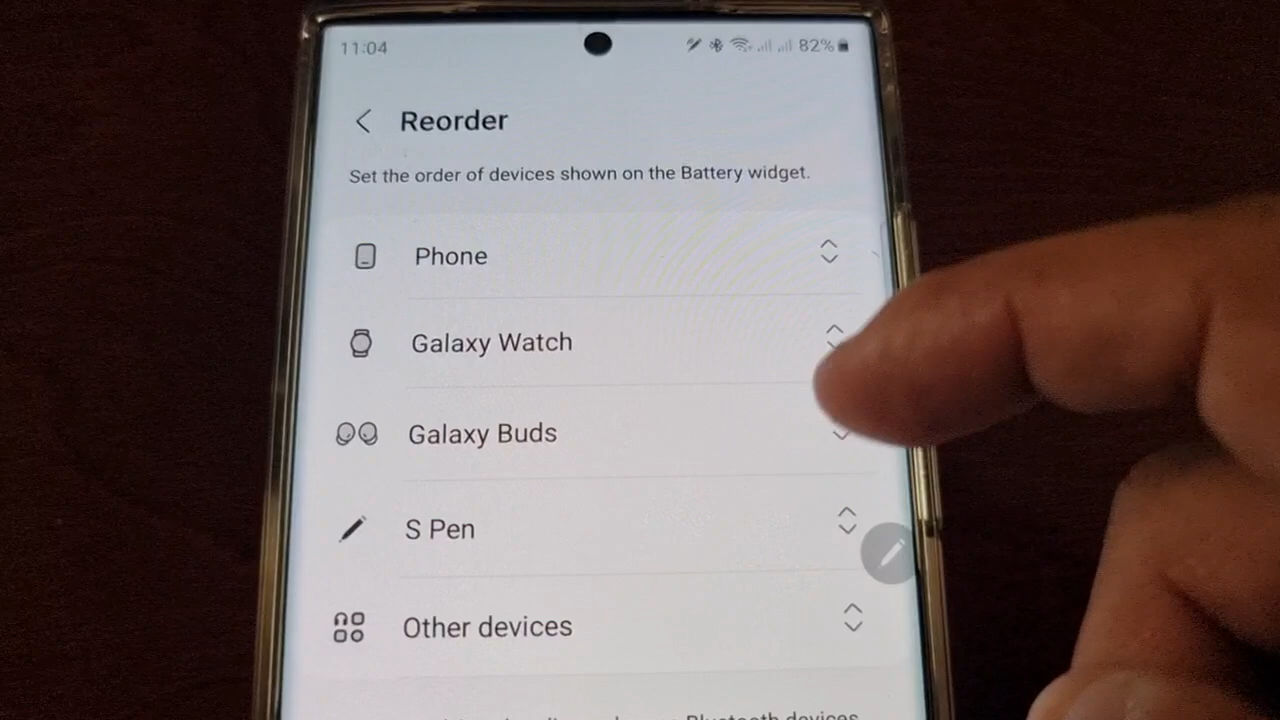 11:04
82%
Reorder
Set the order of devices shown on the Battery widget.
Phone
Galaxy Watch
Galaxy Buds
S Pen
Other devices
Bluetooth devices